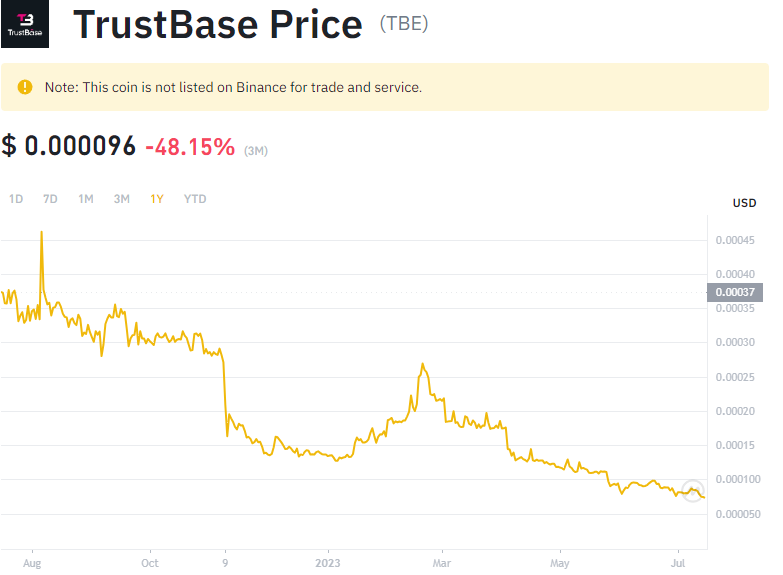 TrustBase
TrustBase Price (TBE)
Note: This coin is not listed on Binance for trade and service.
$ 0.000096 -48.15% (3M)
1D 7D 1M 3M 1Y YTD
USD
0.00045
0.00040
0.00037
0.00035
0.00030
0.00025
0.00020
0.00015
0.000100
0.000050
Aug Oct 9 2023 Mar May Jul